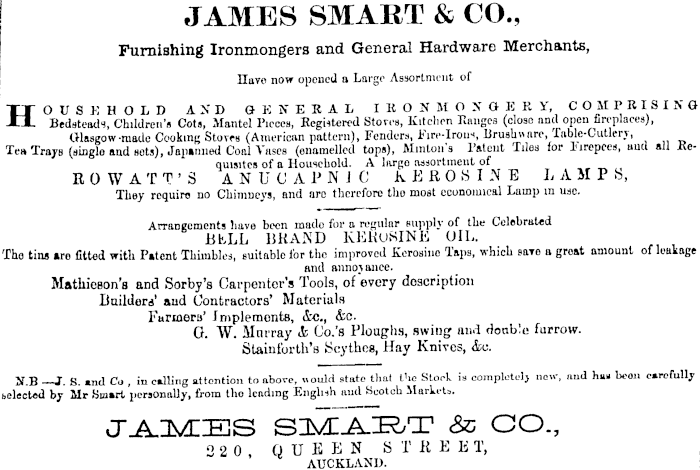 JAMES SMART & CO.,
Furnishing Ironmongers and General Hardware Merchants,
Have now opened a Large Assortment of
HOUSEHOLD AND GENERAL IRONMONGERY, COMPRISING
Bedsteads, Children's Cots, Mantel Pieces, Registered Stoves, Kitchen Ranges (close and open fireplaces),
Glasgow-made Cooking Stoves (American pattern), Fenders, Fire-Irons, Brushware, Table-Cutlery,
Tea Trays (single and sets), Japanned Coal Vases (enamelled tops), Minton's Patent Tiles for Firepces, and all Re-
quisites of a Household. A large assortment of
ROWATT'S ANUCAPNIC KEROSINE LAMPS,
They require no Chimneys, and are therefore the most economical Lamp in use.
Arrangements have been made for a regular supply of the Celebrated
BELL BRAND KEROSINE OIL.
The tins are fitted with Patent Thimbles, suitable for the improved Kerosine Taps, which save a great amount of leakage
and annoyance.
Mathieson's and Sorby's Carpenter's Tools, of every description
Builders' and Contractors' Materials
Farmers' Implements, &c., &c.
G. W. Murray & Co.'s Ploughs, swing and double furrow.
Stainforth's Scythes, Hay Knives, &c.
N.B —J. S. and Co, in calling attention to above, would state that the Stock is completely new, and has been carefully
selected by Mr Smart personally, from the leading English and Scotch Markets.
JAMES SMART & CO.,
220, QUEEN STREET,
AUCKLAND.